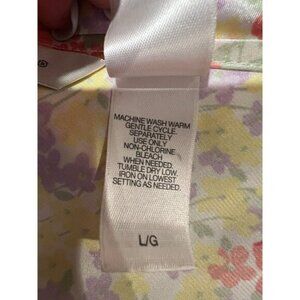 ®
MACHINE WASH WARM
GENTLE CYCLE.
SEPARATELY
USE ONLY
NON-CHLORINE
BLEACH
WHEN NEEDED.
TUMBLE DRY LOW.
IRON ON LOWEST
SETTING AS NEEDED.
L/G